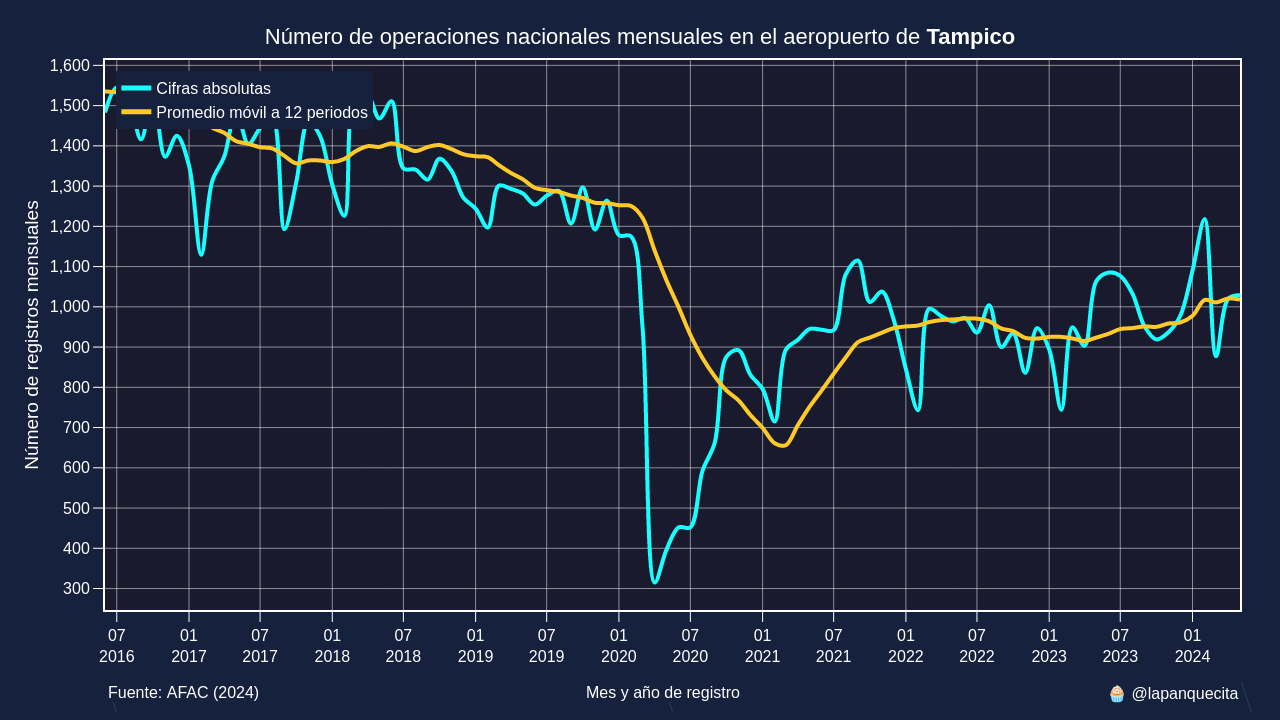 Número de operaciones nacionales mensuales en el aeropuerto de Tampico
Cifras absolutas
Promedio móvil a 12 periodos
Número de registros mensuales
1,600
1,500
1,400
1,300
1,200
1,100
1,000
900
800
700
600
500
400
300
07 01 07 01 07 01 07 01 07 01 07 01 07 01 07 01
2016 2017 2017 2018 2018 2019 2019 2020 2020 2021 2021 2022 2022 2023 2023 2024
Fuente: AFAC (2024)
Mes y año de registro
🧁 @lapanquecita